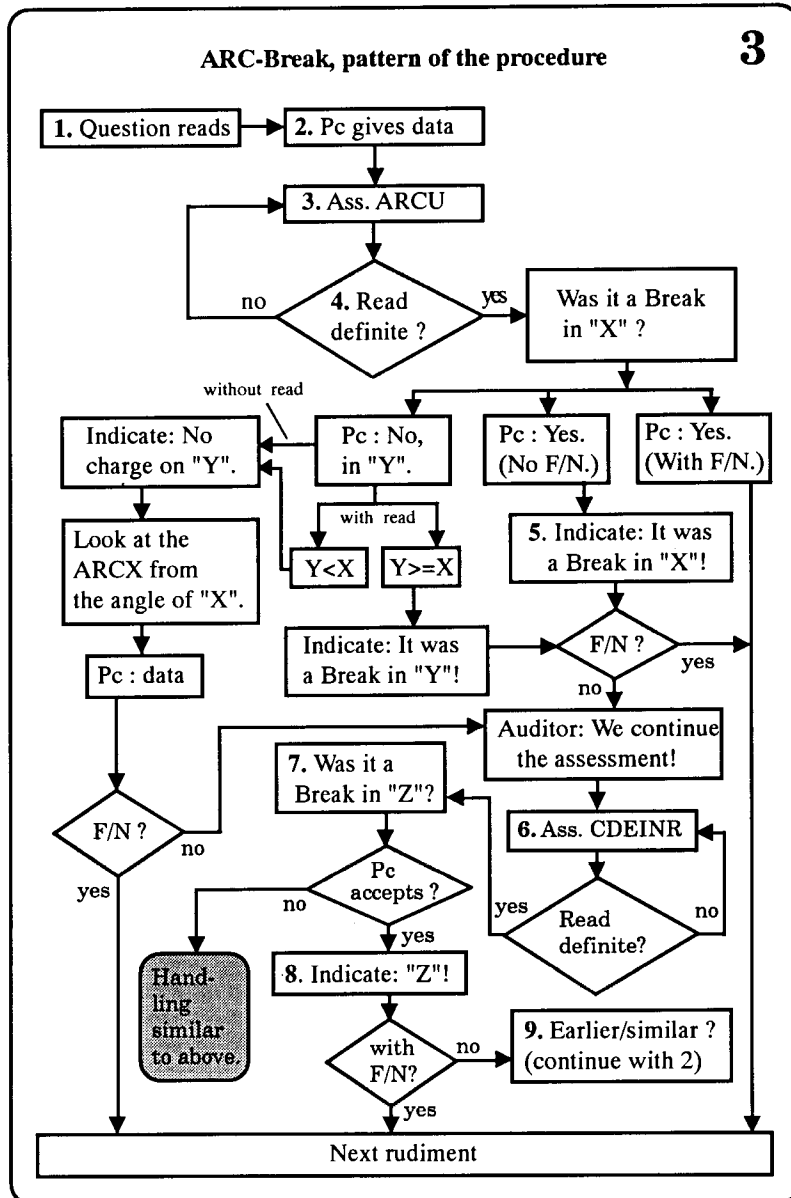 3
ARC-Break, pattern of the procedure
1. Question reads
2. Pc gives data
3. Ass. ARCU
no
4. Read
definite ?
yes
Was it a Break
in "X" ?
without read
Indicate: No
charge on "Y".
Pc : No,
in "Y".
Pc : Yes.
(No F/N.)
Pc : Yes.
(With F/N.)
with read
Look at the
ARCX from
the angle of "X".
Y<X
Y>=X
5. Indicate: It was
a Break in "X"!
Indicate: It was
a Break in "Y"!
F/N ?
yes
no
Pc : data
Auditor: We continue
the assessment!
7. Was it a
Break in "Z"?
6. Ass. CDEINR
F/N ?
no
yes
Pc
accepts ?
no
yes
Read
definite?
yes
no
Hand-
ling
similar
to above.
8. Indicate: "Z"!
with
F/N?
no
yes
9. Earlier/similar ?
(continue with 2)
Next rudiment